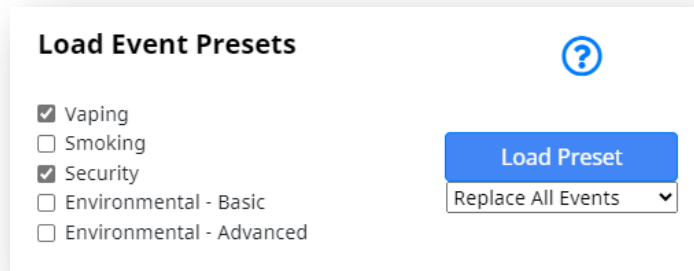 Load Event Presets
?
Vaping
Smoking
Security
Environmental - Basic
Environmental - Advanced
Load Preset
Replace All Events